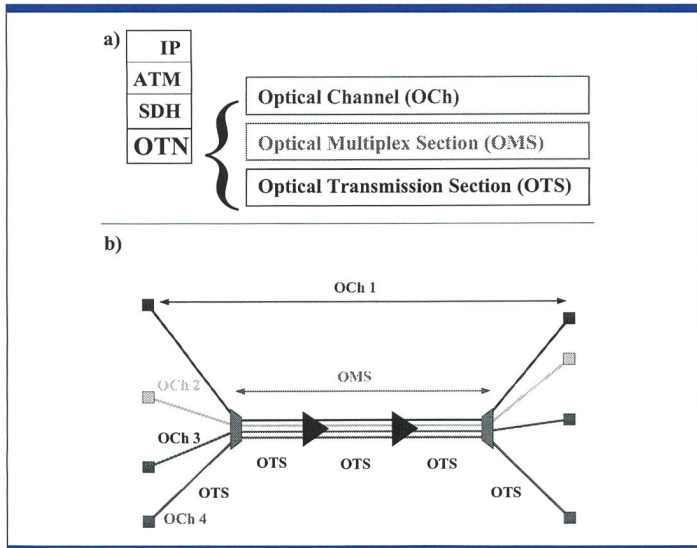 a)
IP
ATM
SDH
OTN
Optical Channel (OCh)
Optical Multiplex Section (OMS)
Optical Transmission Section (OTS)
b)
OCh 1
OCh 2
OMS
OCh 3
OTS
OTS
OTS
OTS
OTS
OCh 4